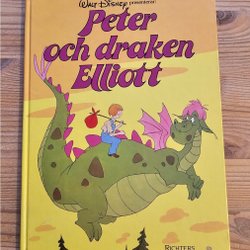 WALT DISNEY presenterar:
Peter
och draken
Elliott
RICHTERS